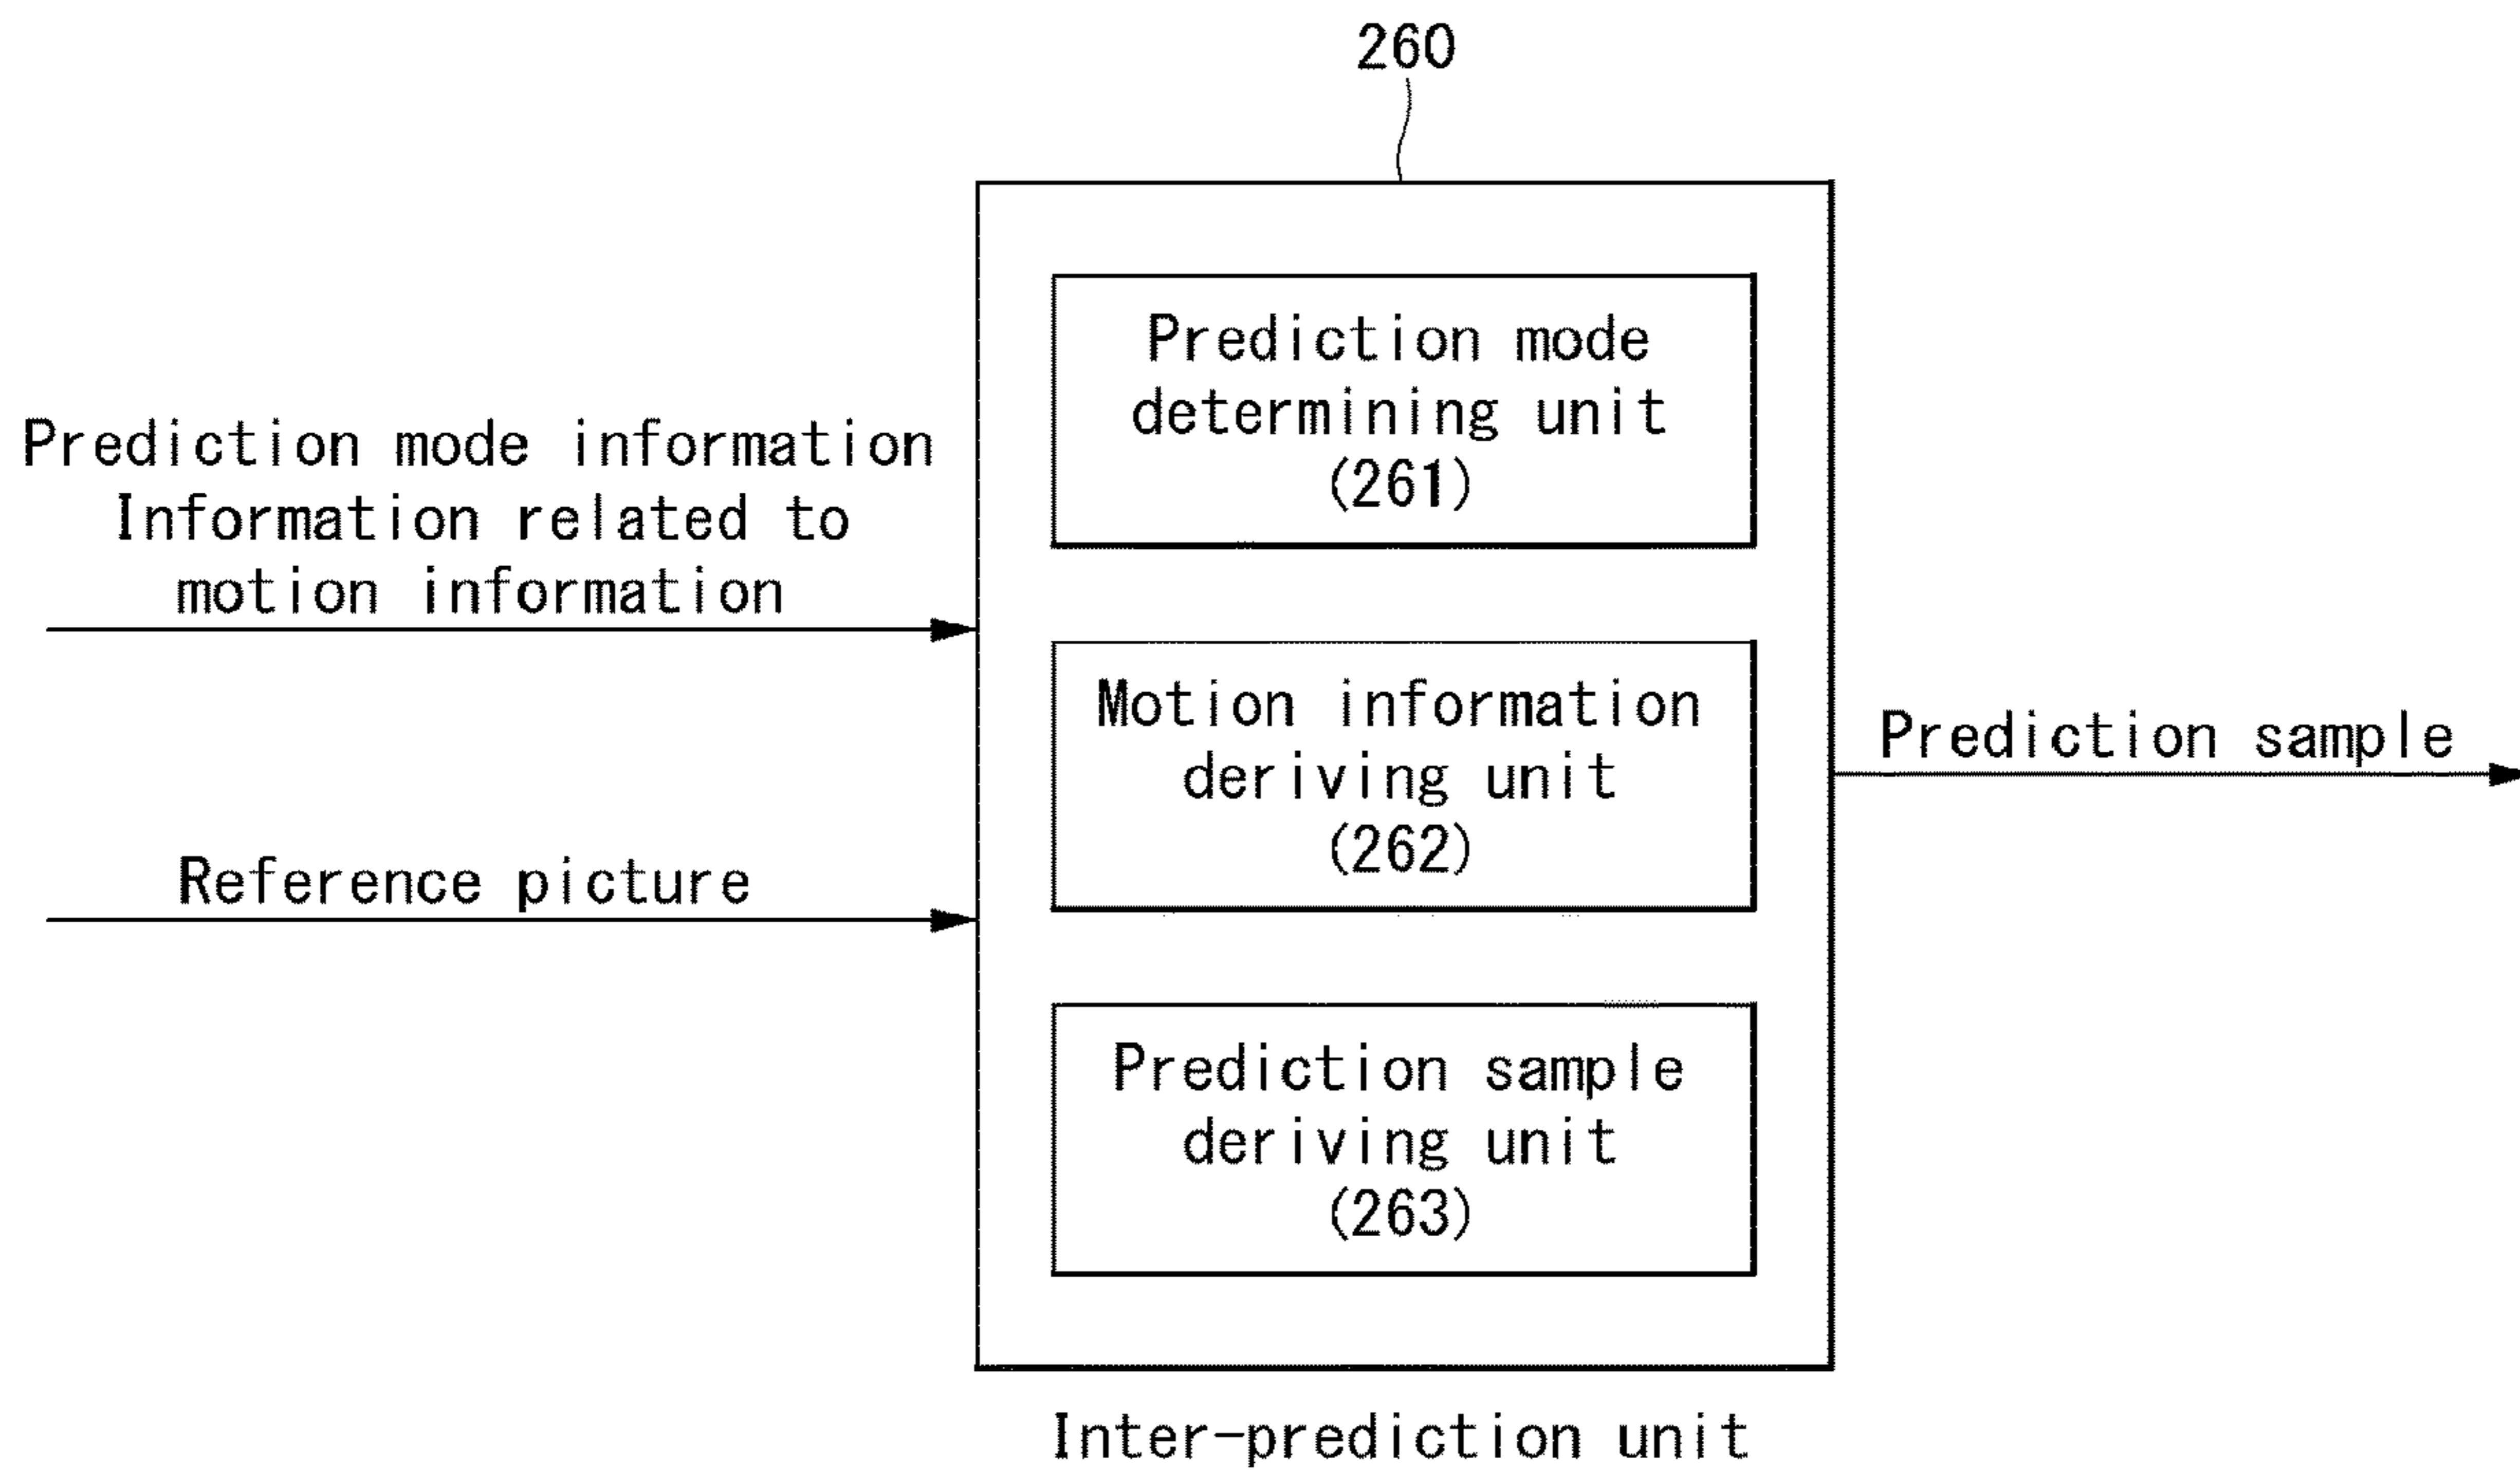 260
Prediction mode
determining unit
(261)
Prediction mode information
Information related to
motion information
Motion information
deriving unit
(262)
Prediction sample
Reference picture
Prediction sample
deriving unit
(263)
Inter-prediction unit